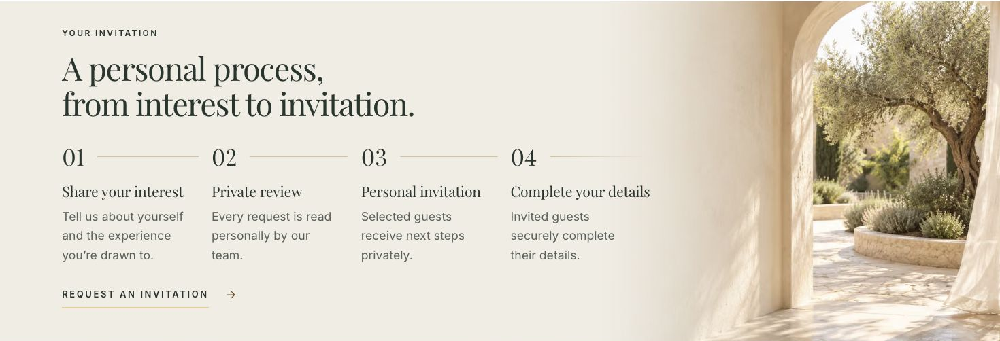 YOUR INVITATION
A personal process,
from interest to invitation.
01
Share your interest
Tell us about yourself
and the experience
you’re drawn to.
02
Private review
Every request is read
personally by our
team.
03
Personal invitation
Selected guests
receive next steps
privately.
04
Complete your details
Invited guests
securely complete
their details.
REQUEST AN INVITATION →